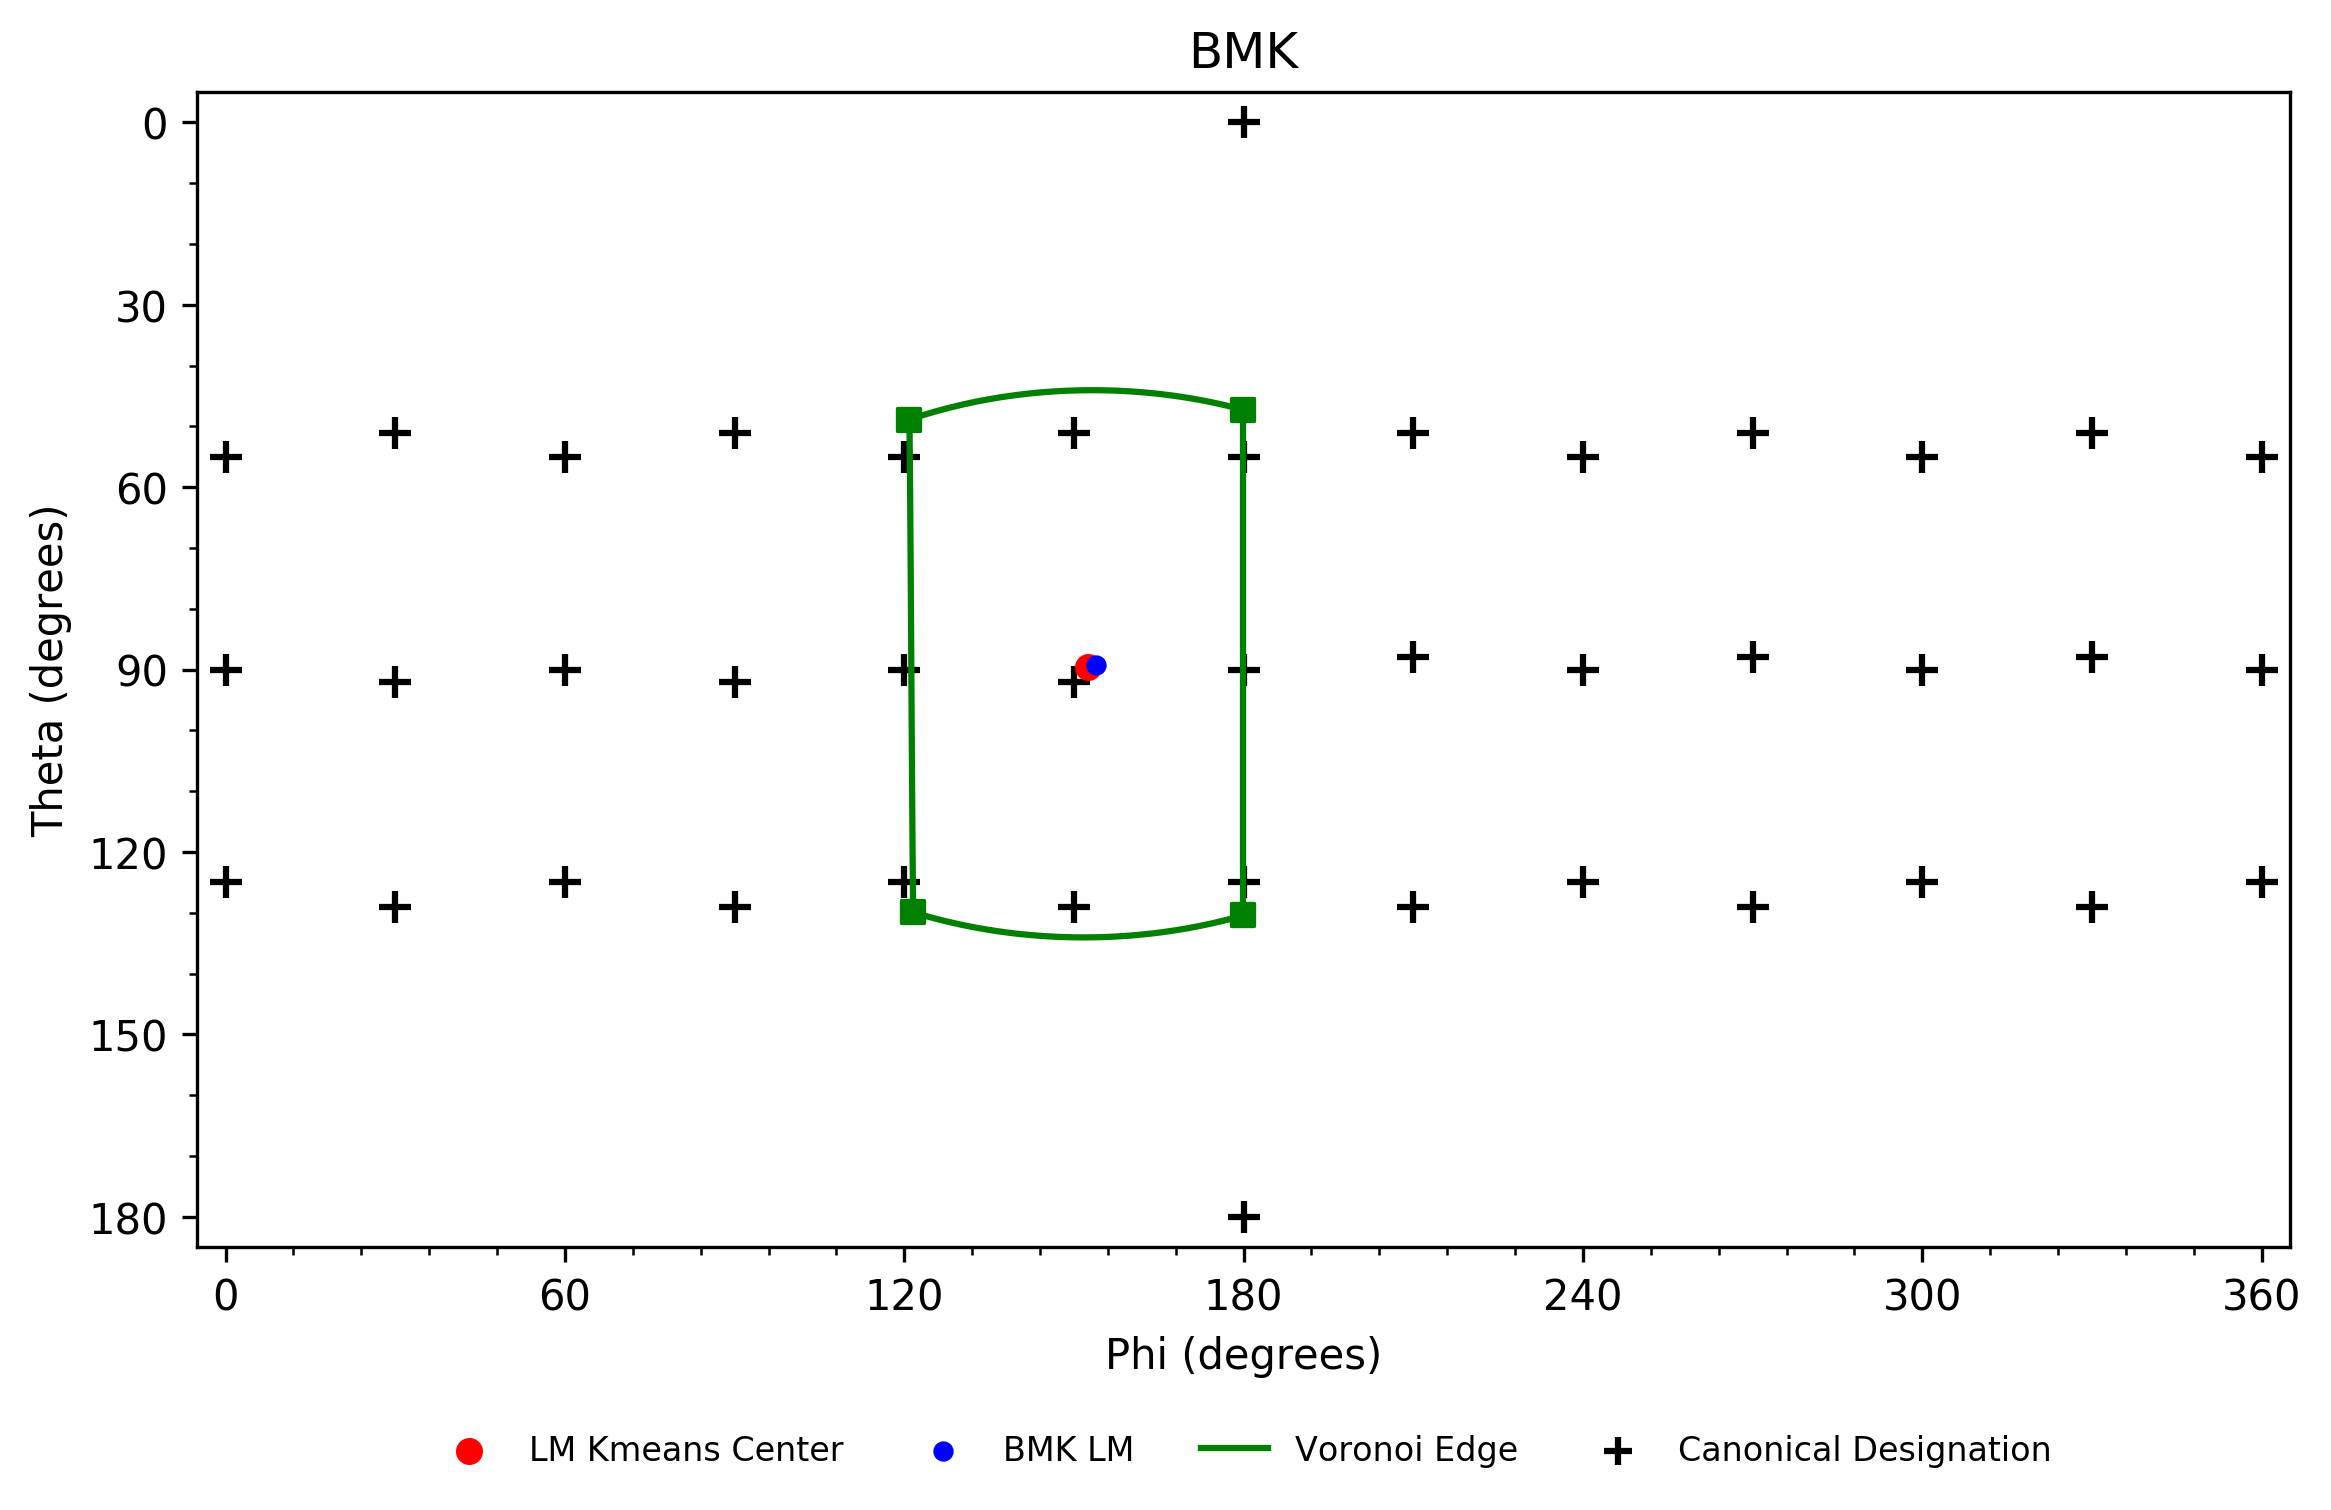 BMK
0
30
60
90
120
150
180
Theta (degrees)
0 60 120 180 240 300 360
Phi (degrees)
LM Kmeans Center BMK LM Voronoi Edge Canonical Designation